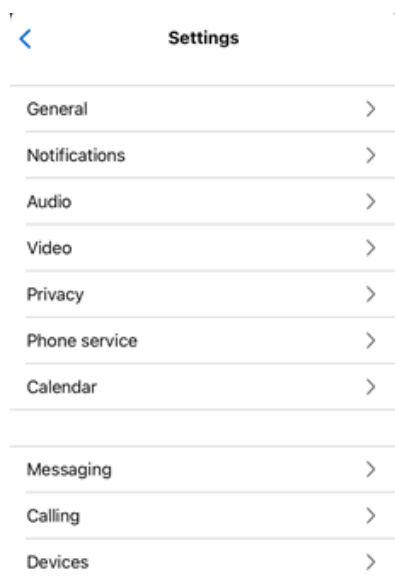 Settings
General
Notifications
Audio
Video
Privacy
Phone service
Calendar
Messaging
Calling
Devices